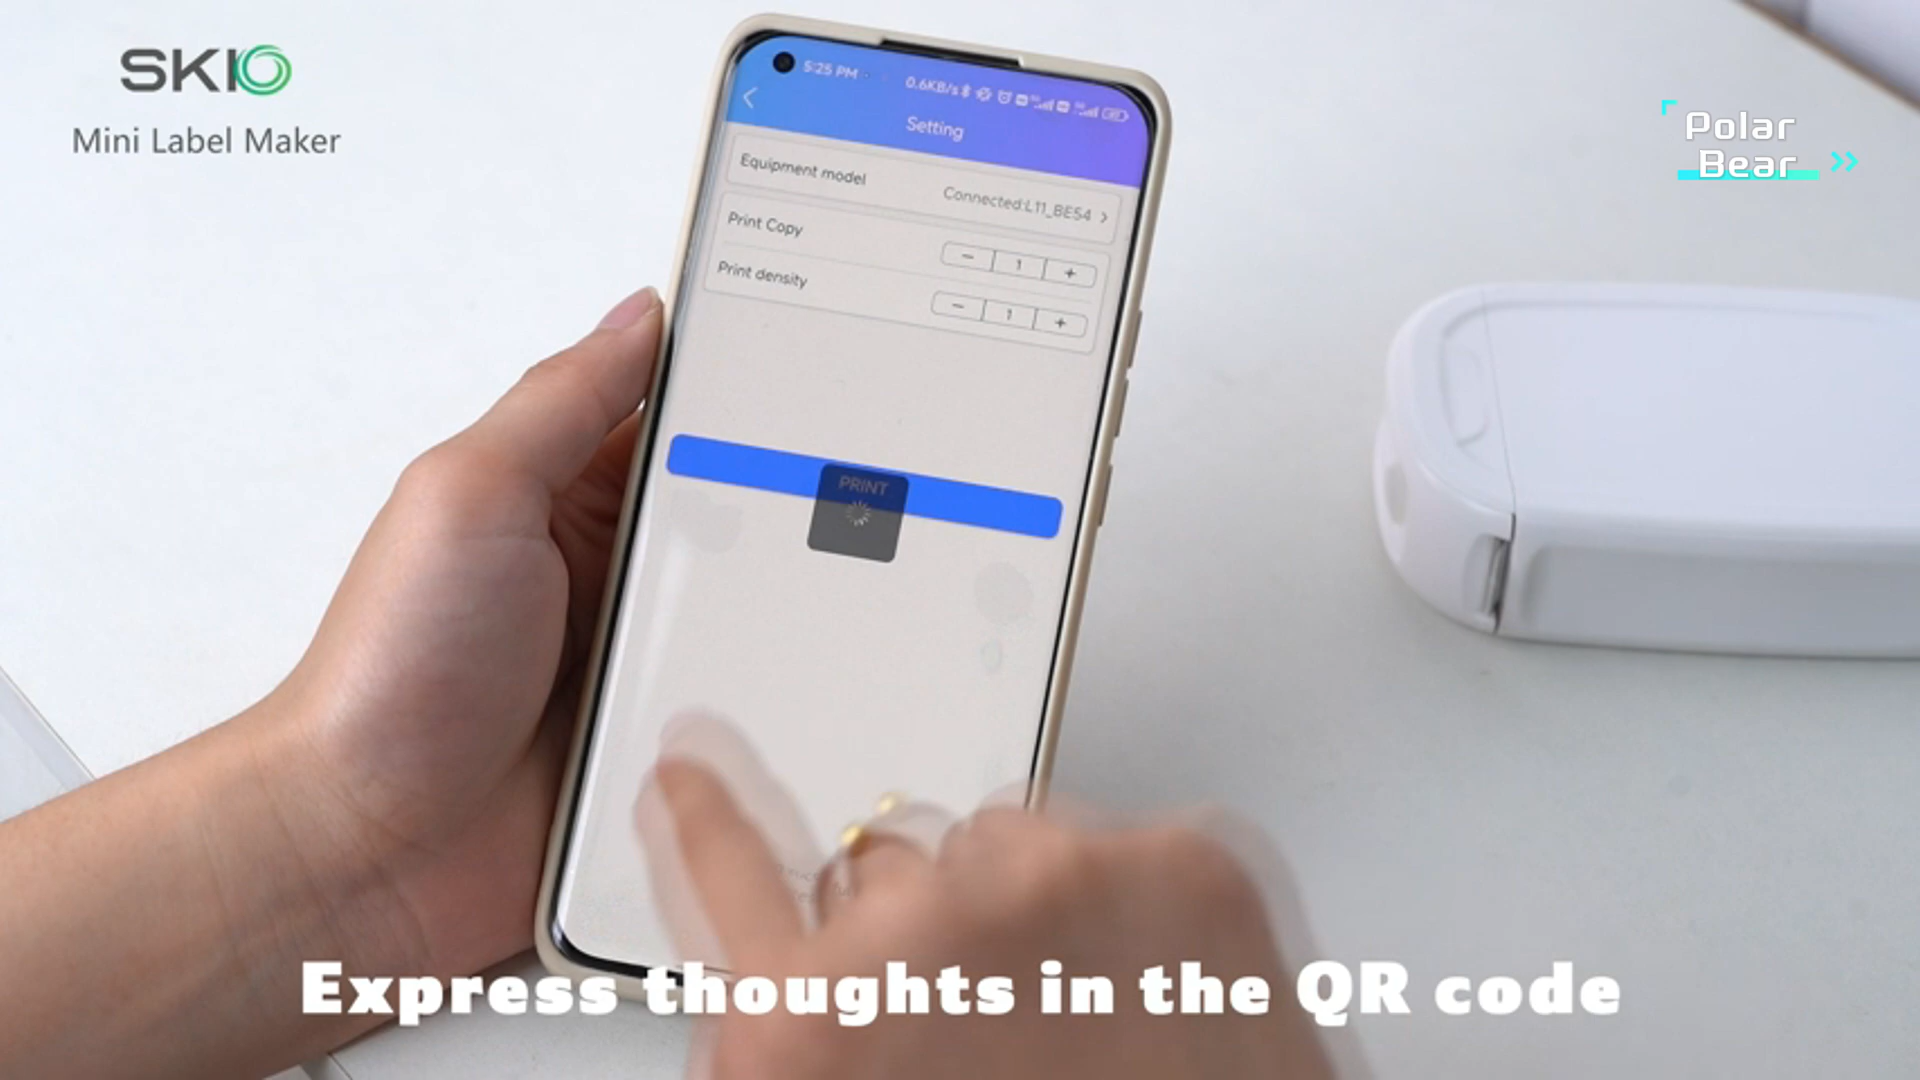 SKIO
Mini Label Maker
Polar
Bear
5:25 PM
0.6KB/s
Setting
Equipment model
Connected:L11_BE54
Print Copy
- 1 +
Print density
- 1 +
PRINT
Express thoughts in the QR code